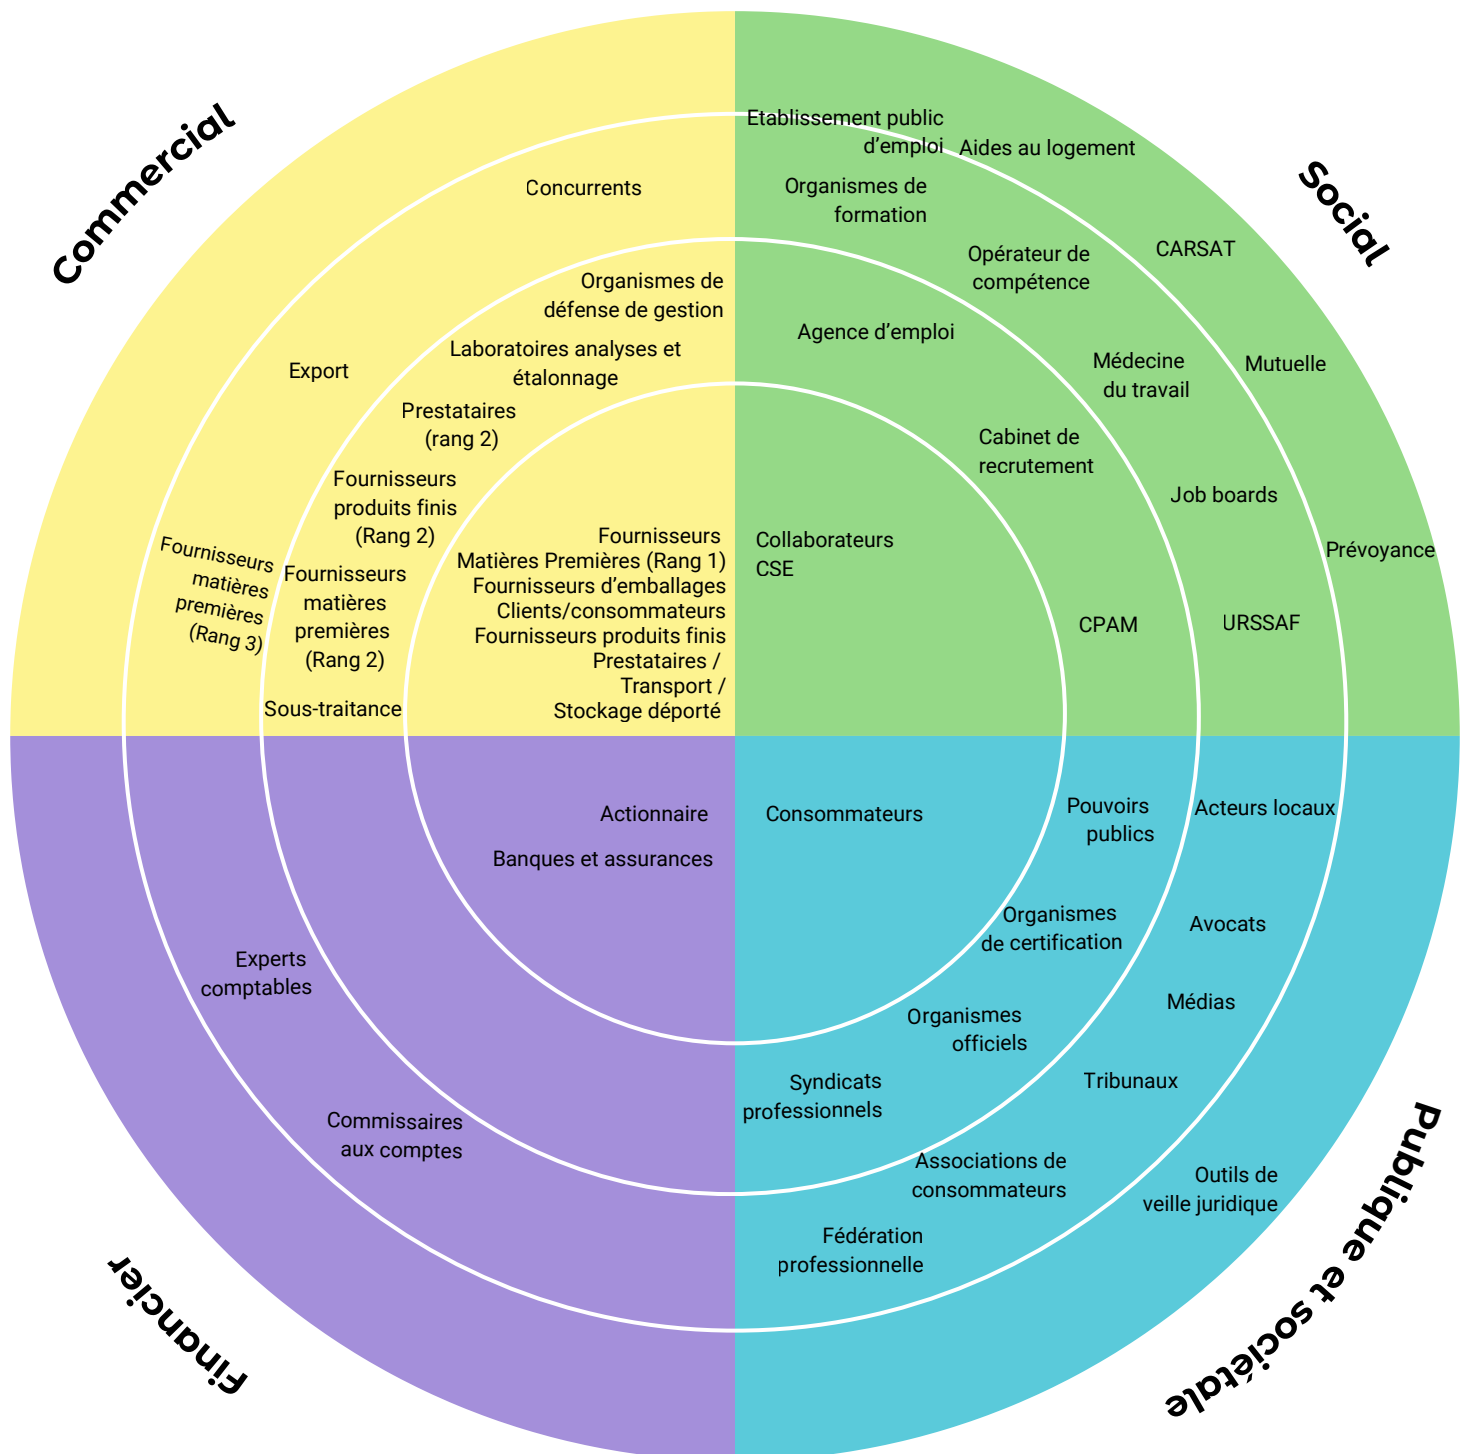 Commercial
Concurrents
Organismes de
défense de gestion
Laboratoires analyses et
étalonnage
Export
Prestataires
(rang 2)
Fournisseurs
produits finis
(Rang 2)
Fournisseurs
matières
premières
(Rang 3)
Fournisseurs
matières
premières
(Rang 2)
Sous-traitance
Fournisseurs
Matières Premières (Rang 1)
Fournisseurs d’emballages
Clients/consommateurs
Fournisseurs produits finis
Prestataires /
Transport /
Stockage déporté
Social
Etablissement public
d’emploi
Aides au logement
Organismes de
formation
Opérateur de
compétence
CARSAT
Agence d’emploi
Médecine
du travail
Mutuelle
Cabinet de
recrutement
Job boards
Collaborateurs
CSE
Prévoyance
CPAM
URSSAF
Financier
Actionnaire
Banques et assurances
Experts
comptables
Commissaires
aux comptes
Publique et sociétale
Consommateurs
Pouvoirs
publics
Acteurs locaux
Organismes
de certification
Avocats
Organismes
officiels
Médias
Syndicats
professionnels
Tribunaux
Associations de
consommateurs
Outils de
veille juridique
Fédération
professionnelle